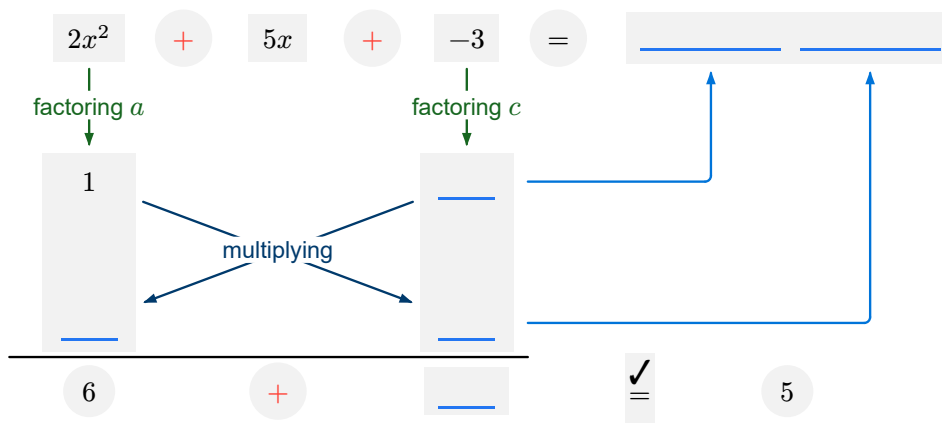 2x² + 5x + −3 =
factoring a factoring c
1
multiplying
6 + ✓= 5